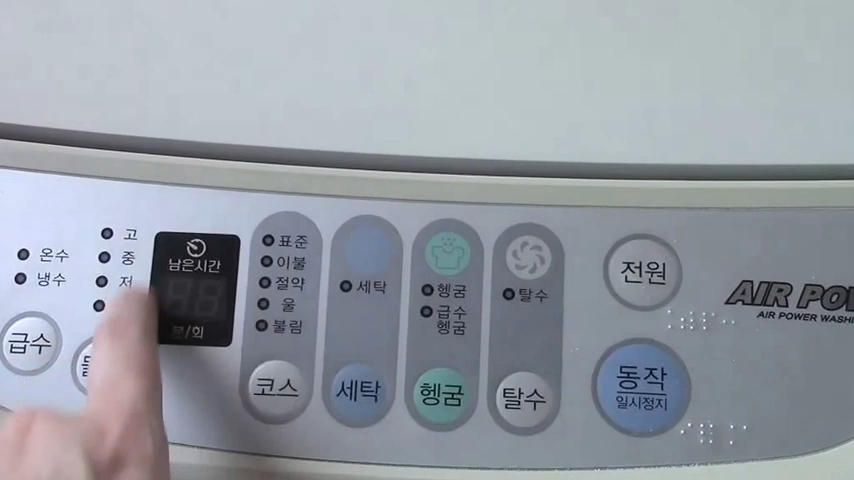 온수
냉수
급수
고
중
저
남은시간
분/회
표준
이불
절약
울
불림
코스
세탁
세탁
헹굼
급수
헹굼
헹굼
탈수
탈수
전원
동작
일시정지
AIR PO
AIR POWER WASHI